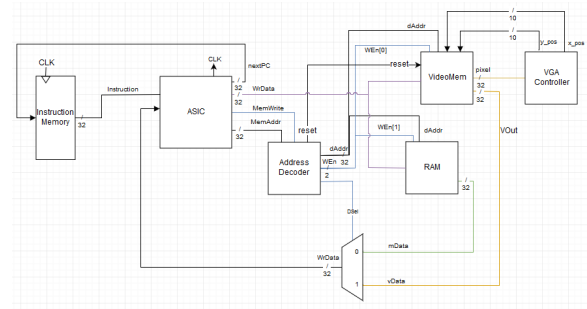 CLK
Instruction
Memory
32
Instruction
32
ASIC
CLK
nextPC
32
WrData
32
MemWrite
MemAddr
32
reset
Address
Decoder
dAddr
32
WEn
2
DSel
dAddr
WEn[0]
reset
VideoMem
10
10
y_pos
x_pos
pixel
32
32
VOut
VGA
Controller
WEn[1]
dAddr
RAM
32
WrData
32
0
mData
1
vData